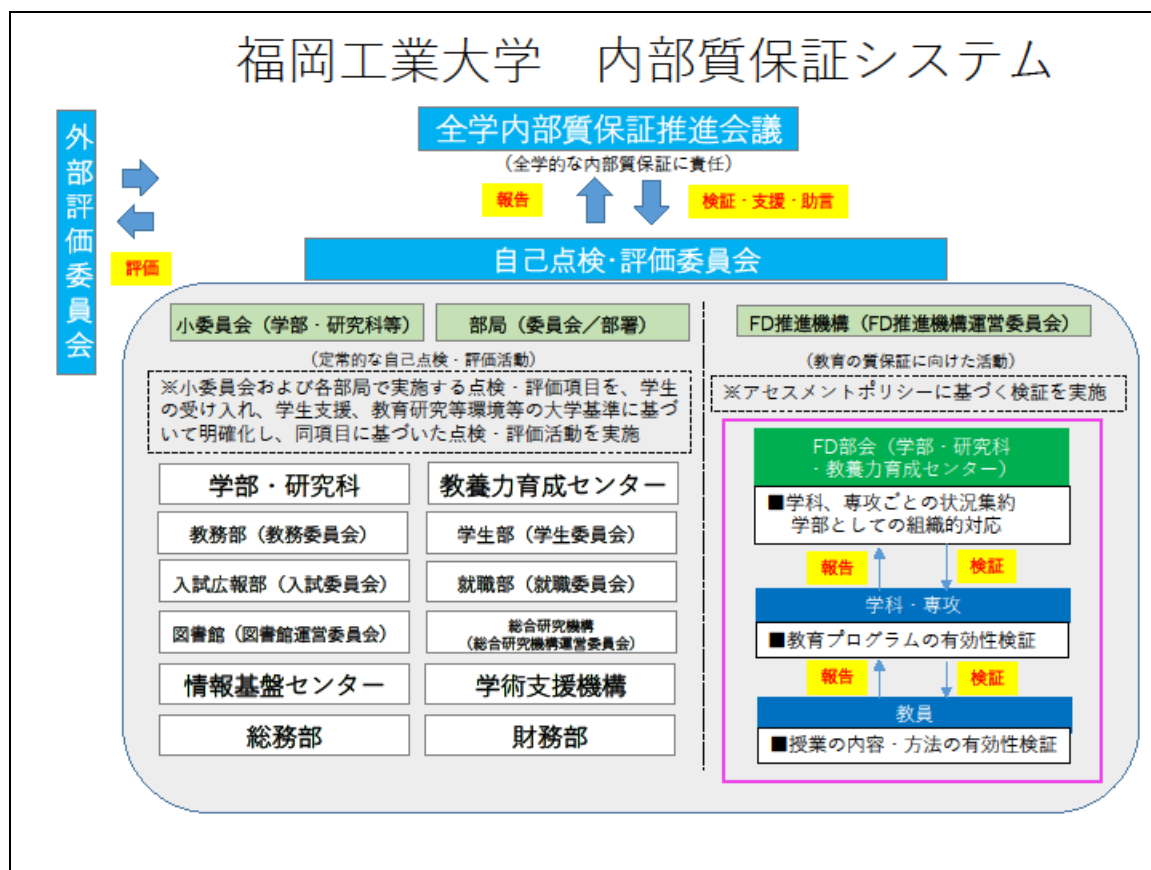 福岡工業大学　内部質保証システム
外部評価委員会
全学内部質保証推進会議
（全学的な内部質保証に責任）
報告
検証・支援・助言
評価
自己点検・評価委員会
小委員会（学部・研究科等）
部局（委員会／部署）
（定常的な自己点検・評価活動）
※小委員会および各部局で実施する点検・評価項目を、学生
の受け入れ、学生支援、教育研究等環境等の大学基準に基づ
いて明確化し、同項目に基づいた点検・評価活動を実施
学部・研究科
教養力育成センター
教務部（教務委員会）
学生部（学生委員会）
入試広報部（入試委員会）
就職部（就職委員会）
図書館（図書館運営委員会）
総合研究機構
（総合研究機構運営委員会）
情報基盤センター
学術支援機構
総務部
財務部
FD推進機構（FD推進機構運営委員会）
（教育の質保証に向けた活動）
※アセスメントポリシーに基づく検証を実施
FD部会（学部・研究科
・教養力育成センター）
■学科、専攻ごとの状況集約
学部としての組織的対応
報告
検証
学科・専攻
■教育プログラムの有効性検証
報告
検証
教員
■授業の内容・方法の有効性検証